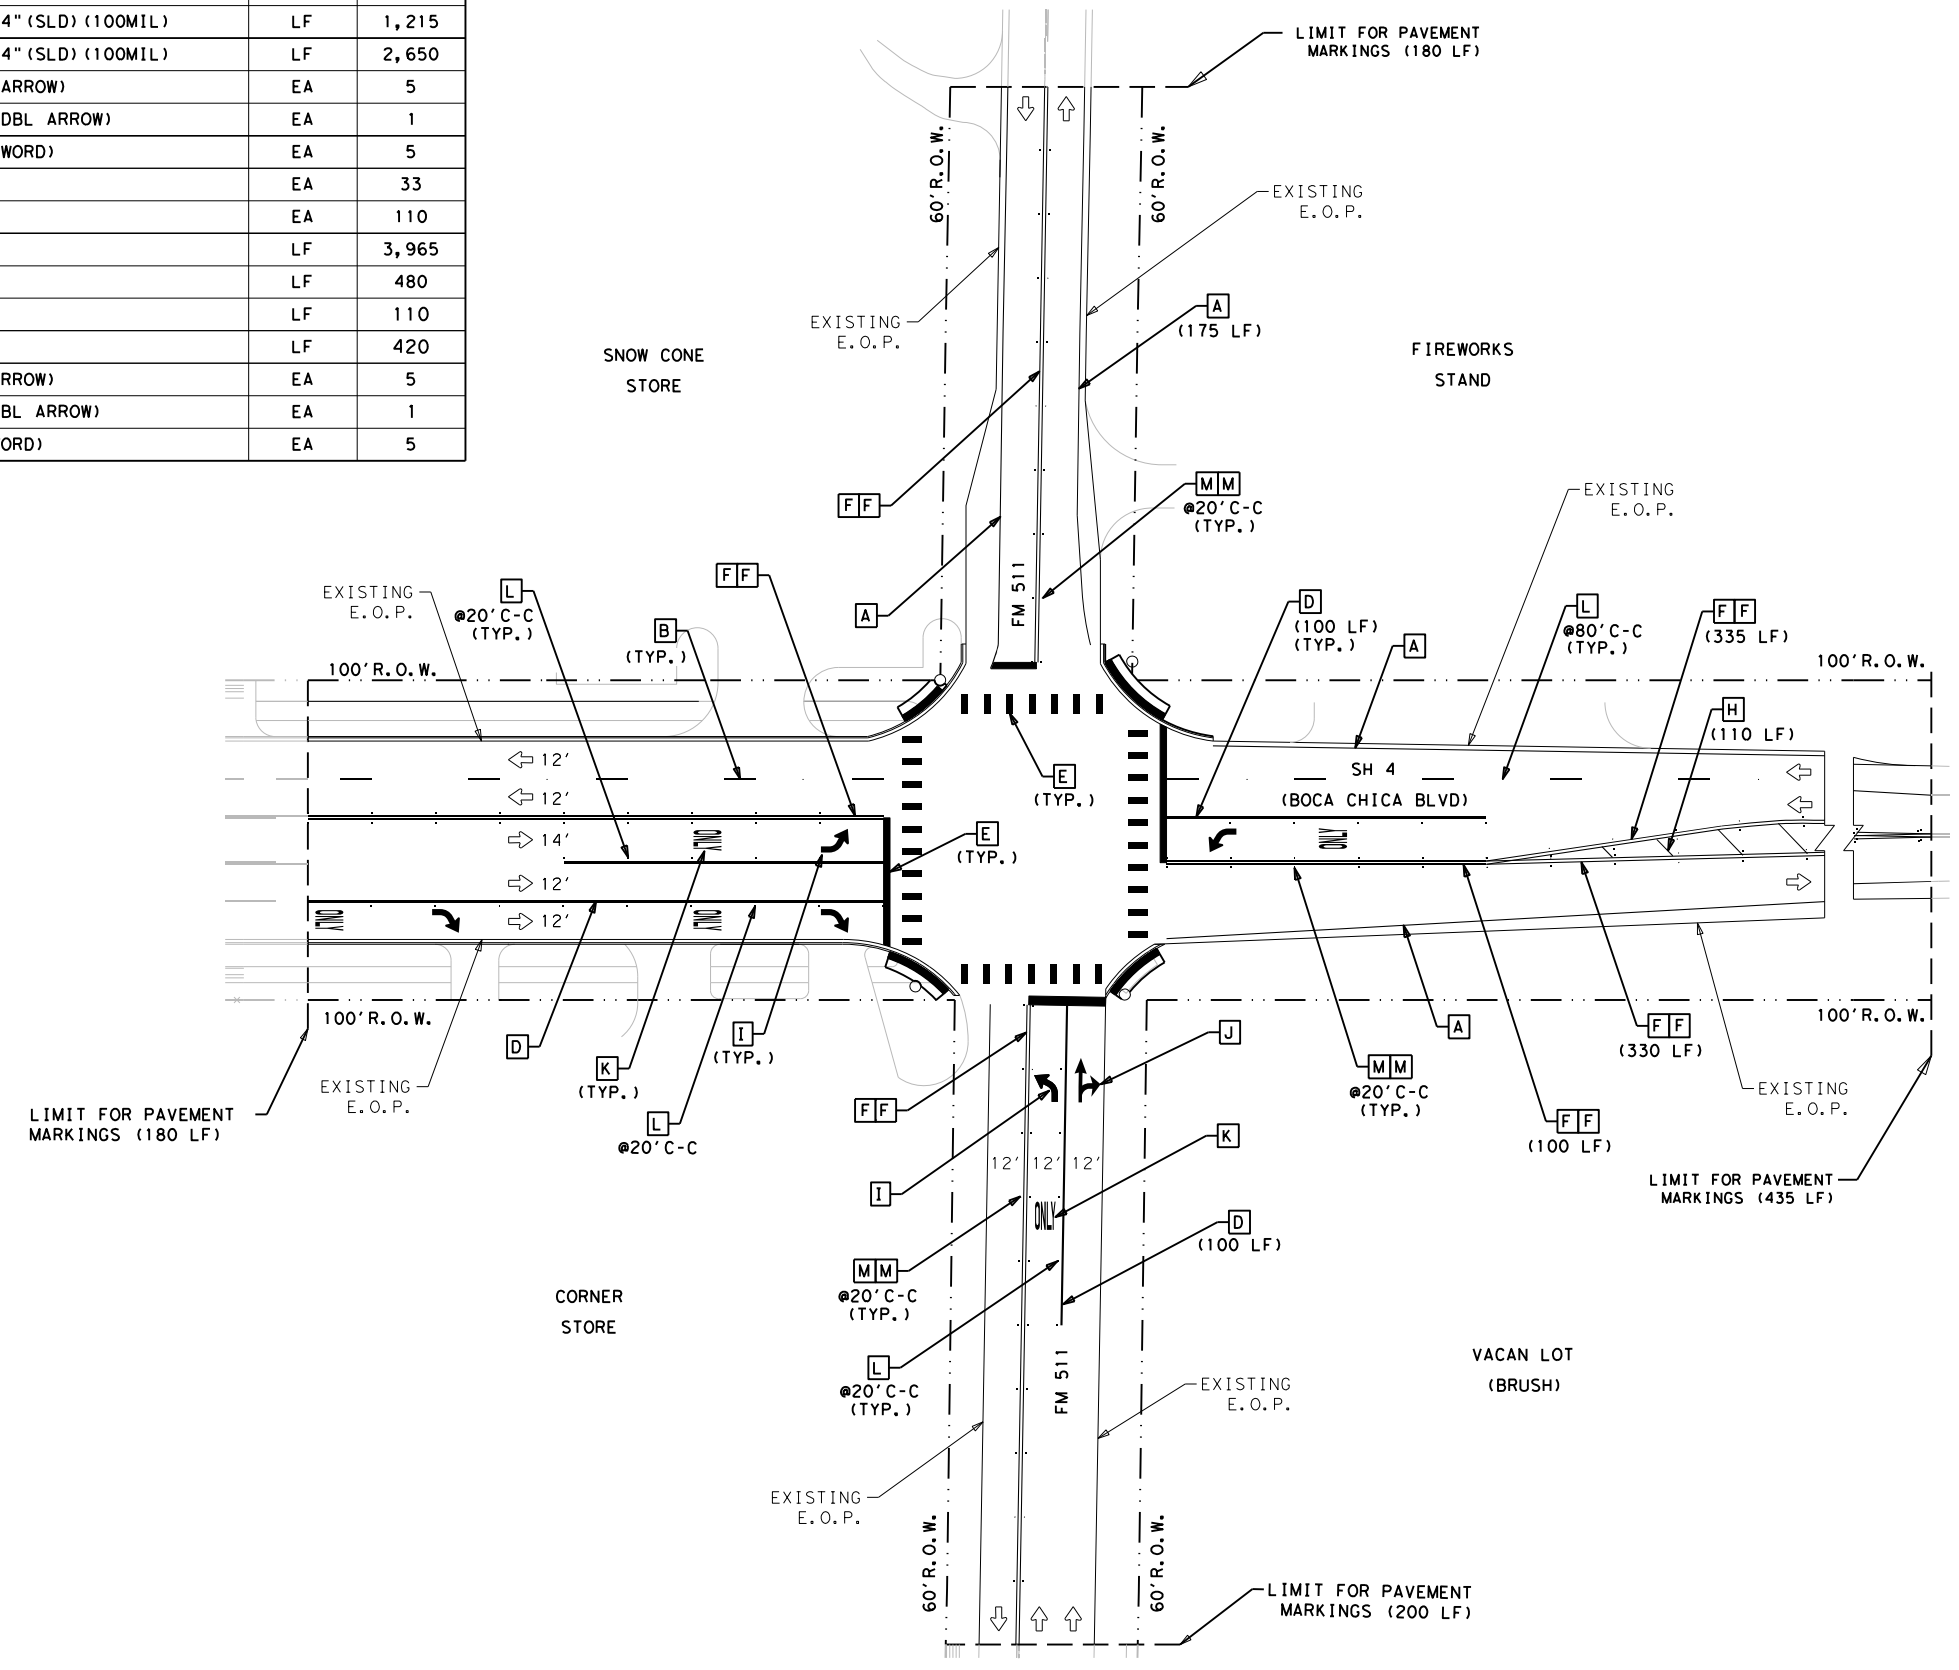 4"(SLD)(100MIL) LF 1,215
4"(SLD)(100MIL) LF 2,650
ARROW) EA 5
DBL ARROW) EA 1
WORD) EA 5
EA 33
EA 110
LF 3,965
LF 480
LF 110
LF 420
RROW) EA 5
BL ARROW) EA 1
ORD) EA 5
LIMIT FOR PAVEMENT
MARKINGS (180 LF)
60'R.O.W.
60'R.O.W.
EXISTING
E.O.P.
A
(175 LF)
EXISTING
E.O.P.
SNOW CONE
STORE
FIREWORKS
STAND
FF
MM
@20'C-C
(TYP.)
EXISTING
E.O.P.
A
FM 511
EXISTING
E.O.P.
L
@20'C-C
(TYP.)
B
(TYP.)
FF
D
(100 LF)
(TYP.)
A
L
@80'C-C
(TYP.)
FF
(335 LF)
100'R.O.W.
100'R.O.W.
H
(110 LF)
12'
12'
14'
12'
12'
ONLY
ONLY
ONLY
E
(TYP.)
E
(TYP.)
SH 4
(BOCA CHICA BLVD)
ONLY
100'R.O.W.
100'R.O.W.
D
K
(TYP.)
I
(TYP.)
L
@20'C-C
EXISTING
E.O.P.
LIMIT FOR PAVEMENT
MARKINGS (180 LF)
J
A
FF
(330 LF)
MM
@20'C-C
(TYP.)
FF
(100 LF)
EXISTING
E.O.P.
LIMIT FOR PAVEMENT
MARKINGS (435 LF)
FF
K
12' 12' 12'
I
ONLY
D
(100 LF)
MM
@20'C-C
(TYP.)
CORNER
STORE
L
@20'C-C
(TYP.)
FM 511
VACAN LOT
(BRUSH)
EXISTING
E.O.P.
EXISTING
E.O.P.
60'R.O.W.
60'R.O.W.
LIMIT FOR PAVEMENT
MARKINGS (200 LF)